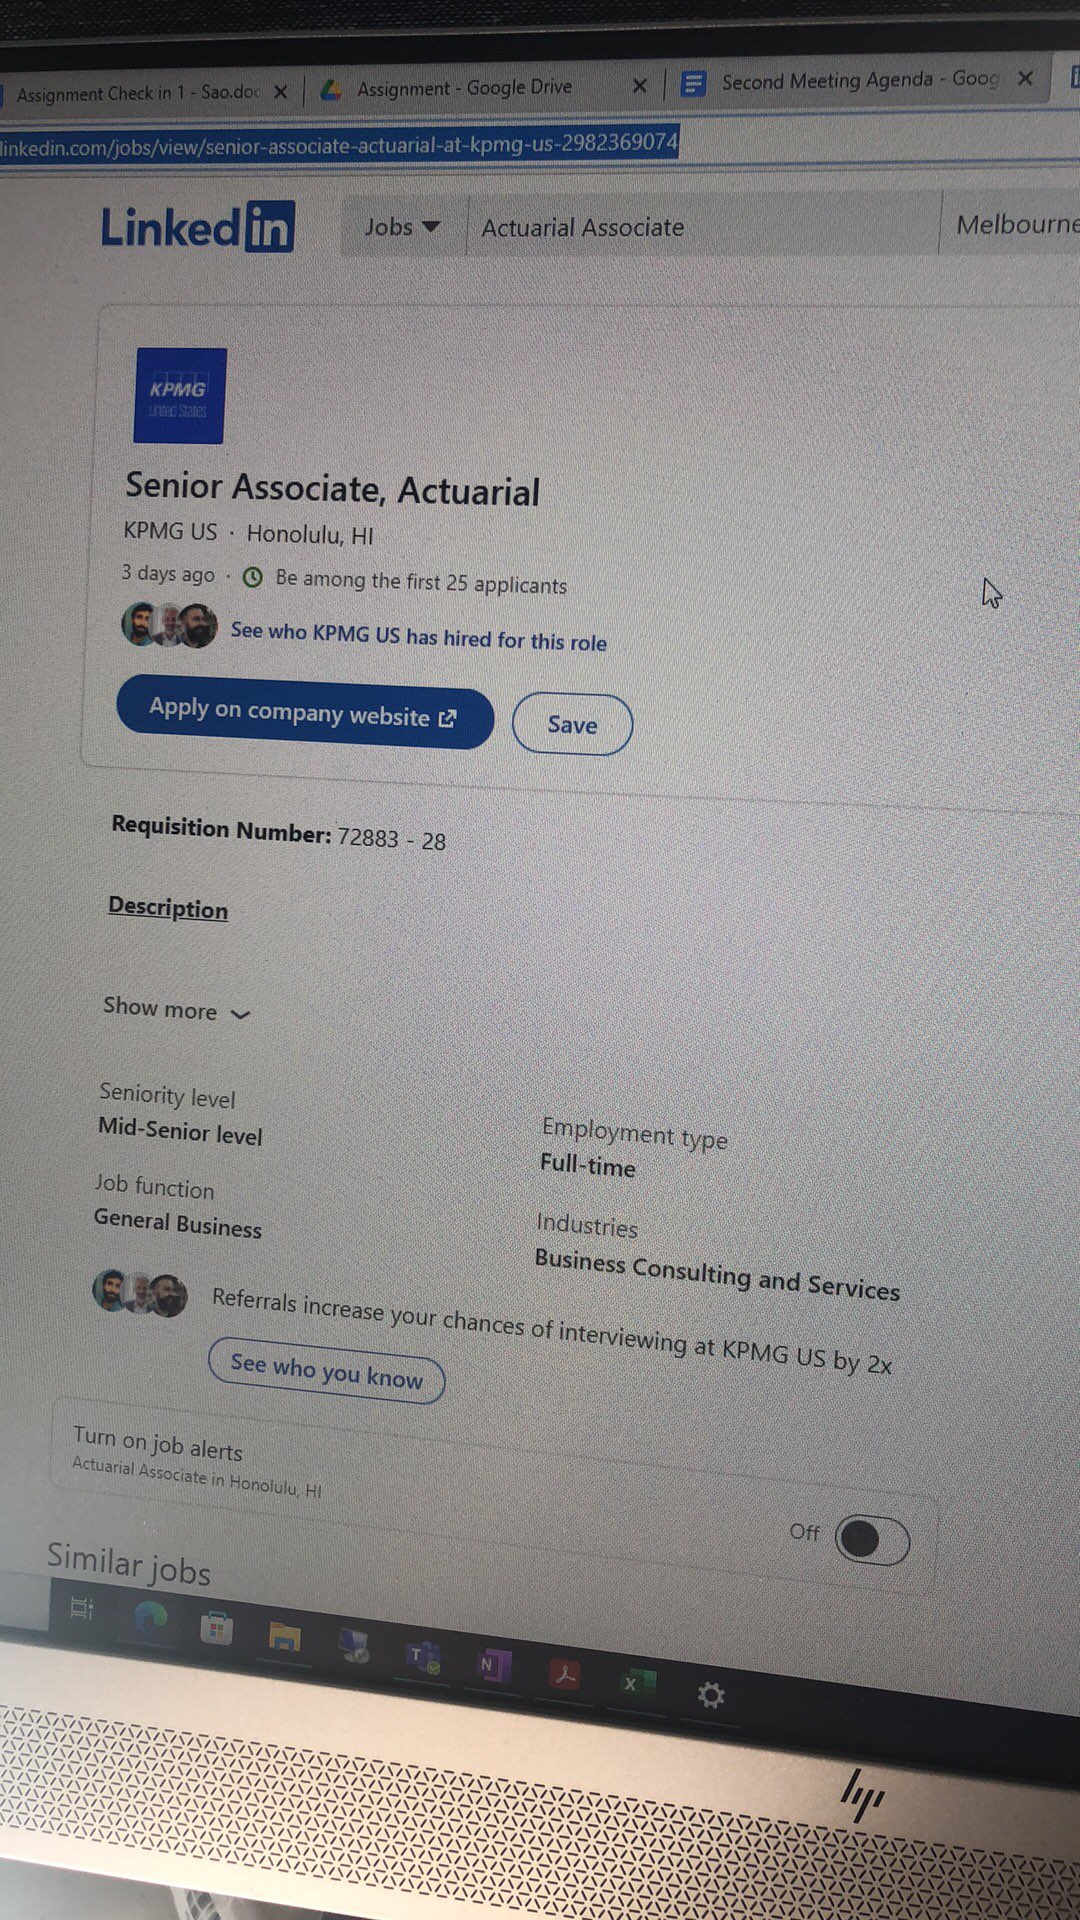 Assignment Check in 1 - Sao.doc
Assignment - Google Drive
Second Meeting Agenda - Goog
linkedin.com/jobs/view/senior-associate-actuarial-at-kpmg-us-2982369074
Linked in
Jobs
Actuarial Associate
Melbourne
KPMG
United States
Senior Associate, Actuarial
KPMG US · Honolulu, HI
3 days ago · Be among the first 25 applicants
See who KPMG US has hired for this role
Apply on company website
Save
Requisition Number: 72883 - 28
Description
Show more
Seniority level
Mid-Senior level
Employment type
Full-time
Job function
General Business
Industries
Business Consulting and Services
Referrals increase your chances of interviewing at KPMG US by 2x
See who you know
Turn on job alerts
Actuarial Associate in Honolulu, HI
Off
Similar jobs
T
N
X
hp